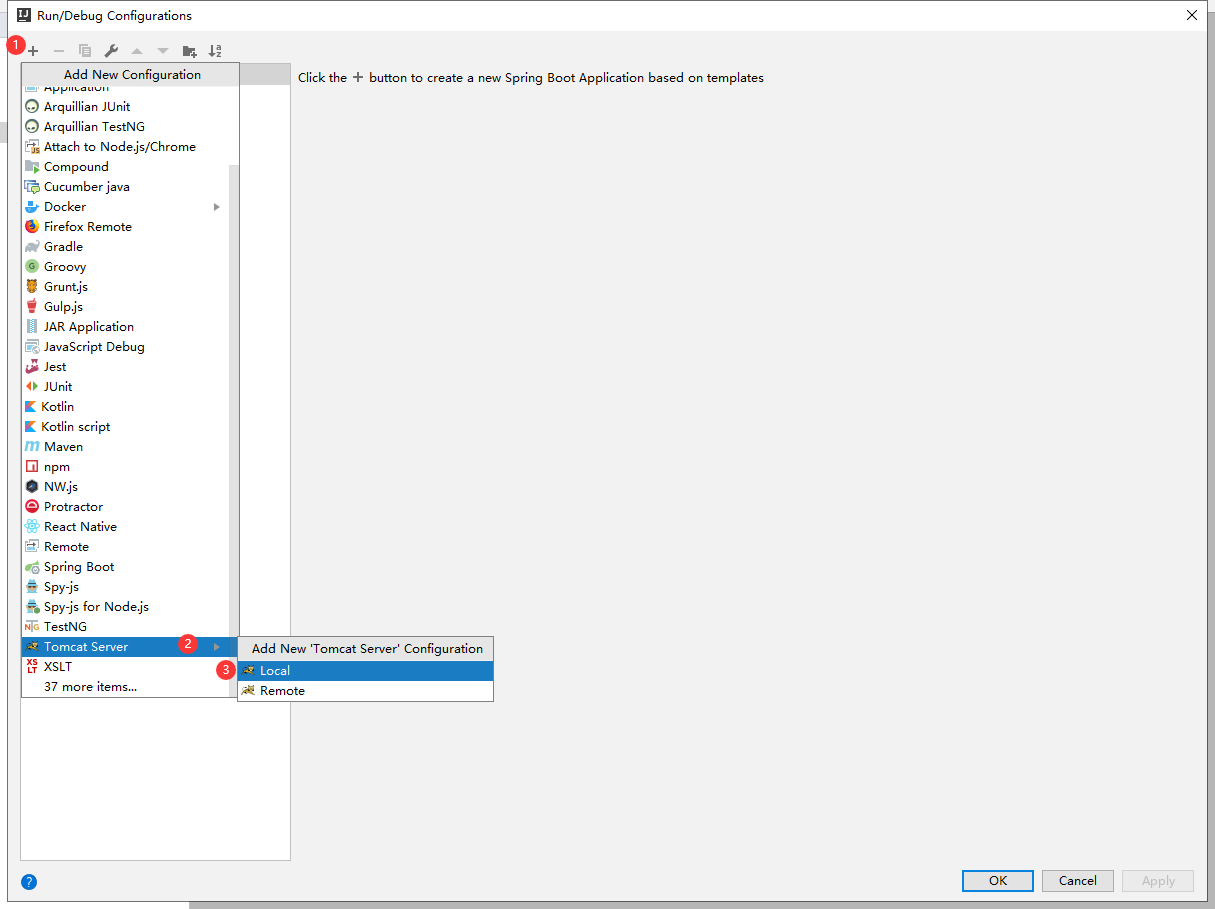 Run/Debug Configurations
1
Add New Configuration
Click the + button to create a new Spring Boot Application based on templates
Application
Arquillian JUnit
Arquillian TestNG
Attach to Node.js/Chrome
Compound
Cucumber java
Docker
Firefox Remote
Gradle
Groovy
Grunt.js
Gulp.js
JAR Application
JavaScript Debug
Jest
JUnit
Kotlin
Kotlin script
Maven
npm
NW.js
Protractor
React Native
Remote
Spring Boot
Spy-js
Spy-js for Node.js
TestNG
Tomcat Server 2
Add New 'Tomcat Server' Configuration
XSLT
3 Local
37 more items...
Remote
? OK Cancel Apply